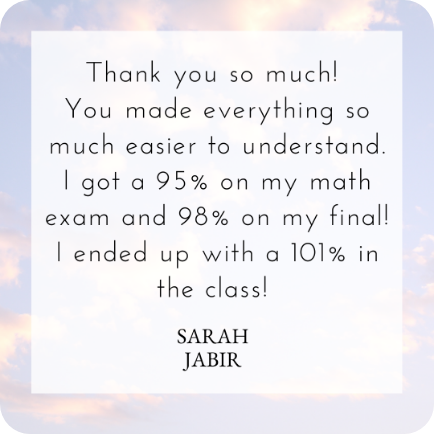 Thank you so much!
You made everything so
much easier to understand.
I got a 95% on my math
exam and 98% on my final!
I ended up with a 101% in
the class!
SARAH
JABIR